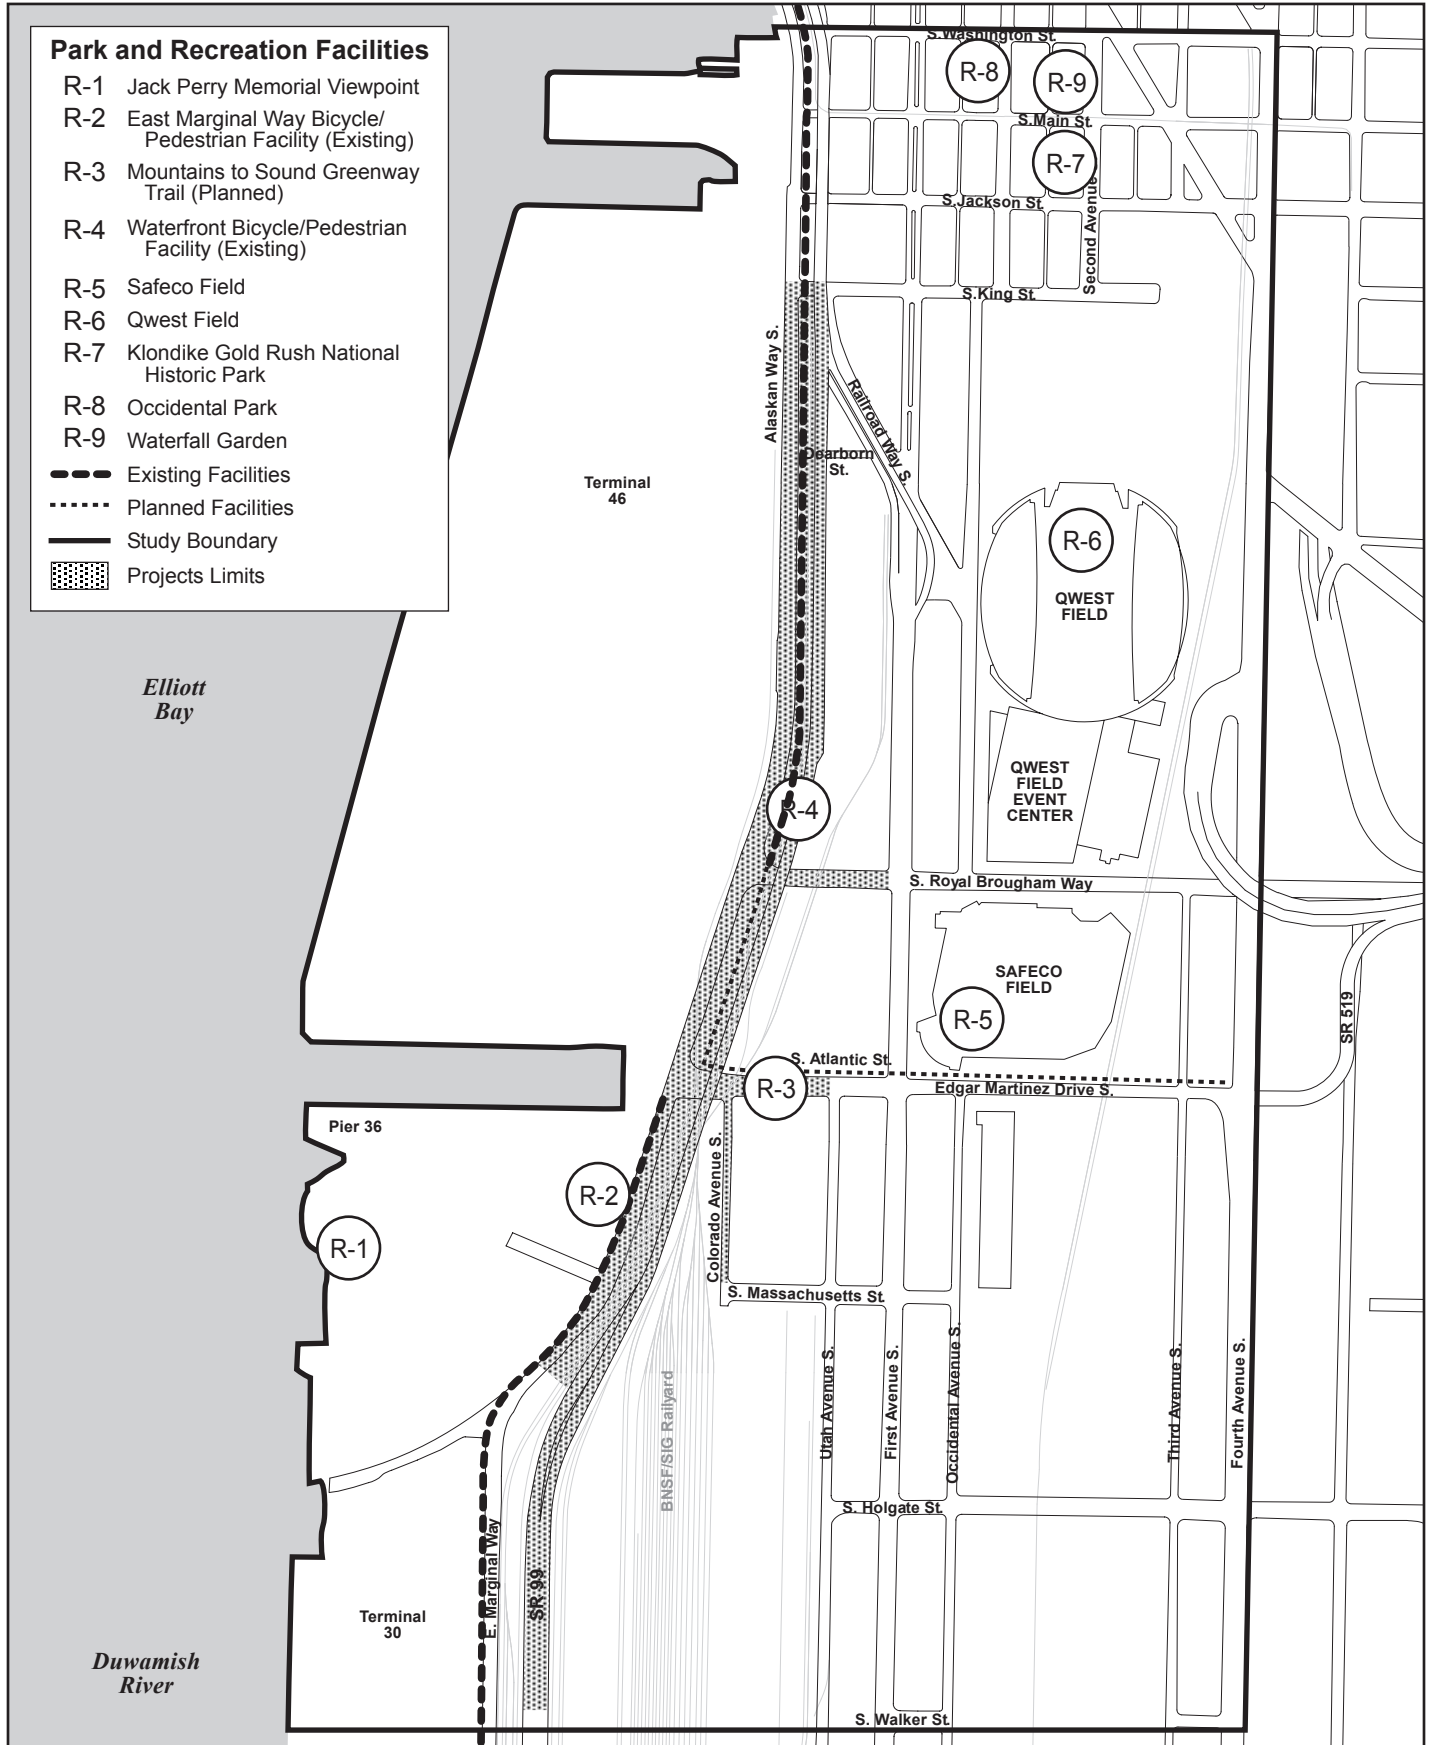 Park and Recreation Facilities
R-1 Jack Perry Memorial Viewpoint
R-2 East Marginal Way Bicycle/
Pedestrian Facility (Existing)
R-3 Mountains to Sound Greenway
Trail (Planned)
R-4 Waterfront Bicycle/Pedestrian
Facility (Existing)
R-5 Safeco Field
R-6 Qwest Field
R-7 Klondike Gold Rush National
Historic Park
R-8 Occidental Park
R-9 Waterfall Garden
Existing Facilities
Planned Facilities
Study Boundary
Projects Limits
S.Washington St.
R-8
R-9
S.Main St.
R-7
S.Jackson St.
Second Avenue
S.King St.
Alaskan Way S.
Railroad Way S.
Dearborn
St.
Terminal
46
R-6
QWEST
FIELD
Elliott
Bay
QWEST
FIELD
EVENT
CENTER
R-4
S. Royal Brougham Way
SAFECO
FIELD
R-5
SR 519
S. Atlantic St.
R-3
Edgar Martinez Drive S.
Pier 36
R-2
R-1
Colorado Avenue S.
S. Massachusetts St.
BNSF/SIG Railyard
Utah Avenue S.
First Avenue S.
Occidental Avenue S.
Third Avenue S.
Fourth Avenue S.
S. Holgate St.
E. Marginal Way
SR 99
Terminal
30
Duwamish
River
S. Walker St.